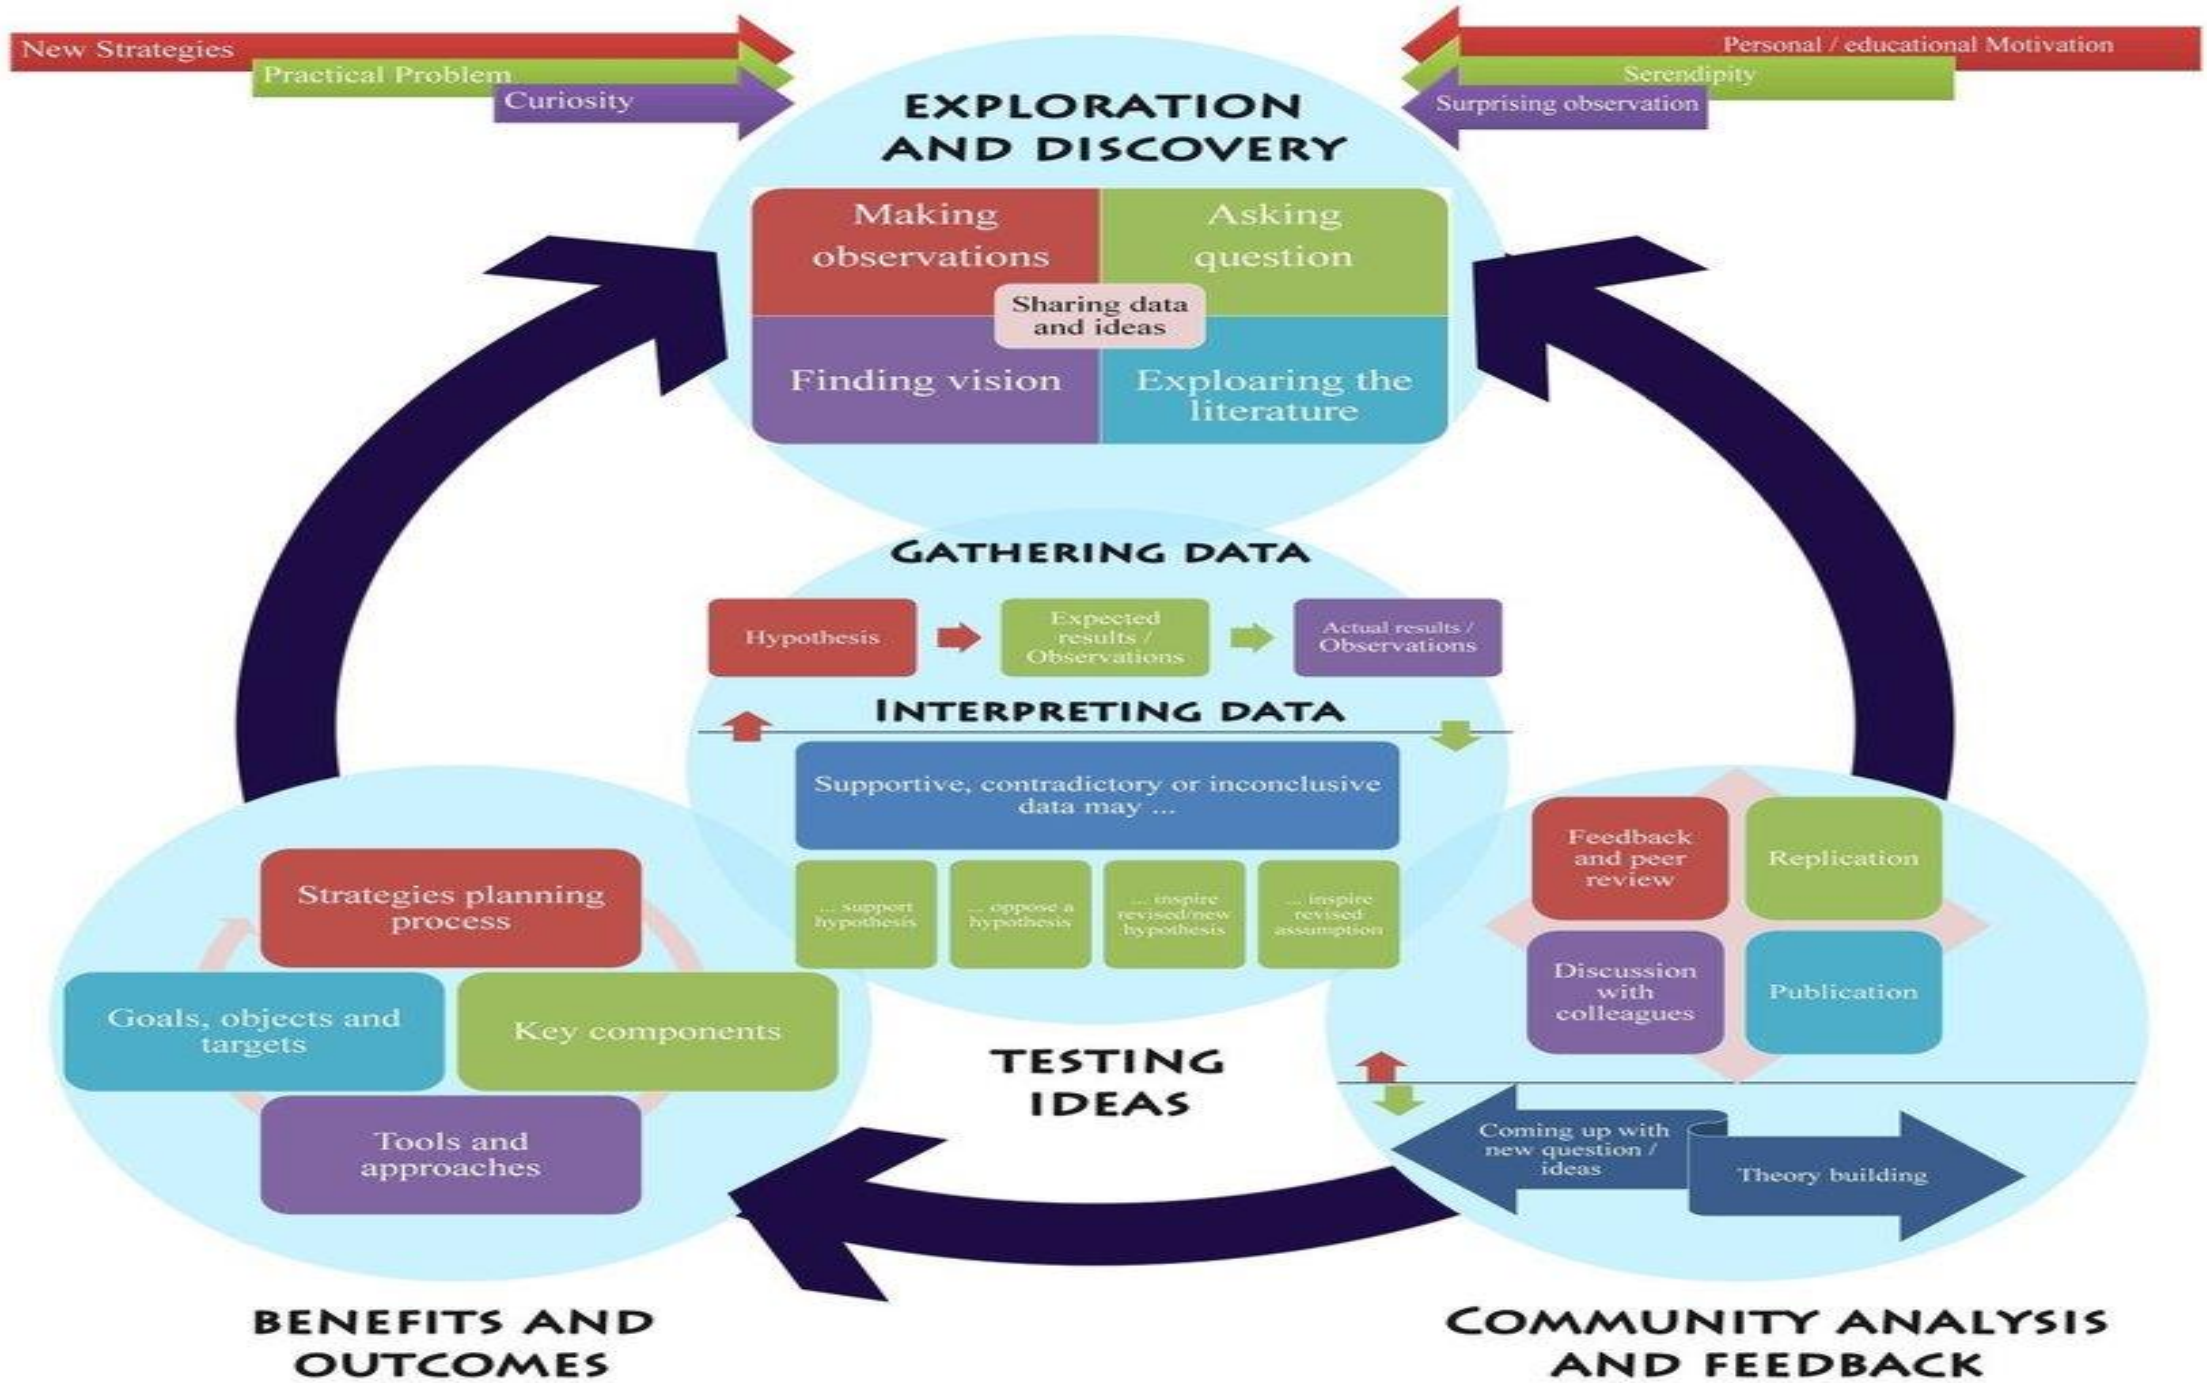 New Strategies
Practical Problem
Curiosity
Personal / educational Motivation
Serendipity
Surprising observation
EXPLORATION
AND DISCOVERY
Making
observations
Asking
question
Sharing data
and ideas
Finding vision
Exploaring the
literature
GATHERING DATA
Hypothesis
Expected
results /
Observations
Actual results /
Observations
INTERPRETING DATA
Supportive, contradictory or inconclusive
data may ...
... support
hypothesis
... oppose a
hypothesis
... inspire
revised/new
hypothesis
... inspire
revised
assumption
TESTING
IDEAS
Strategies planning
process
Goals, objects and
targets
Key components
Tools and
approaches
BENEFITS AND
OUTCOMES
Feedback
and peer
review
Replication
Discussion
with
colleagues
Publication
Coming up with
new question /
ideas
Theory building
COMMUNITY ANALYSIS
AND FEEDBACK